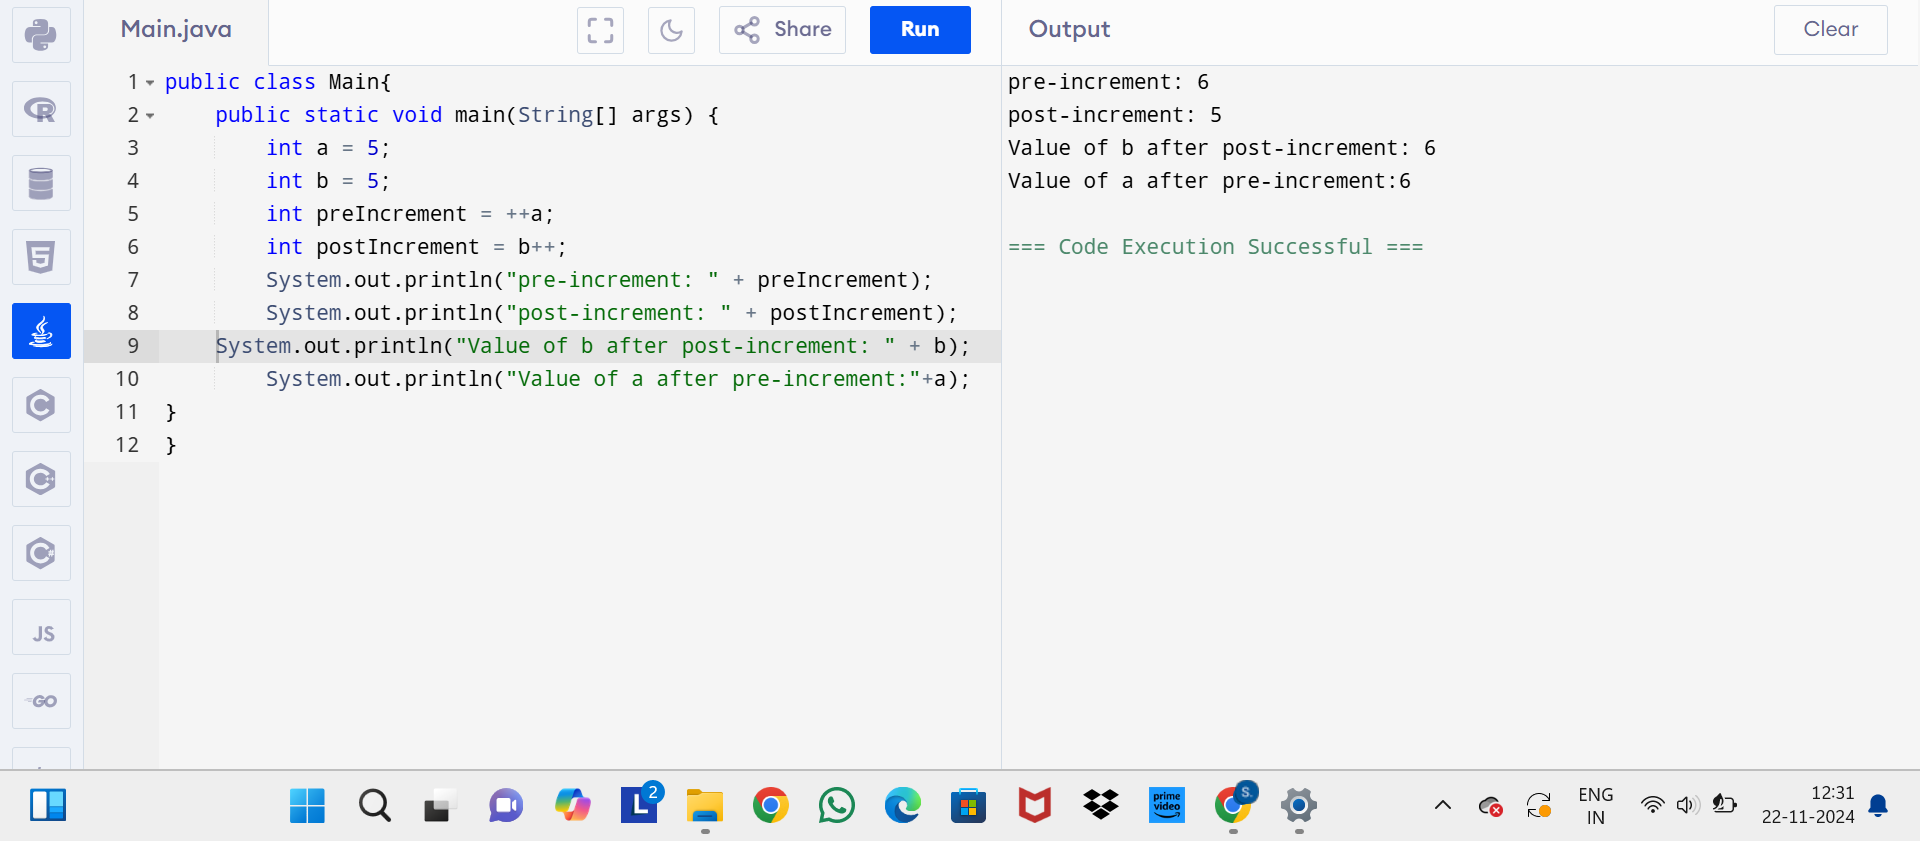 Main.java
Share
Run
Output
Clear
1 public class Main{
2 public static void main(String[] args) {
3 int a = 5;
4 int b = 5;
5 int preIncrement = ++a;
6 int postIncrement = b++;
7 System.out.println("pre-increment: " + preIncrement);
8 System.out.println("post-increment: " + postIncrement);
9 System.out.println("Value of b after post-increment: " + b);
10 System.out.println("Value of a after pre-increment:"+a);
11 }
12 }
pre-increment: 6
post-increment: 5
Value of b after post-increment: 6
Value of a after pre-increment:6
=== Code Execution Successful ===
R
5
C
C
C#
JS
GO
L
2
prime
video
S.
ENG
IN
12:31
22-11-2024